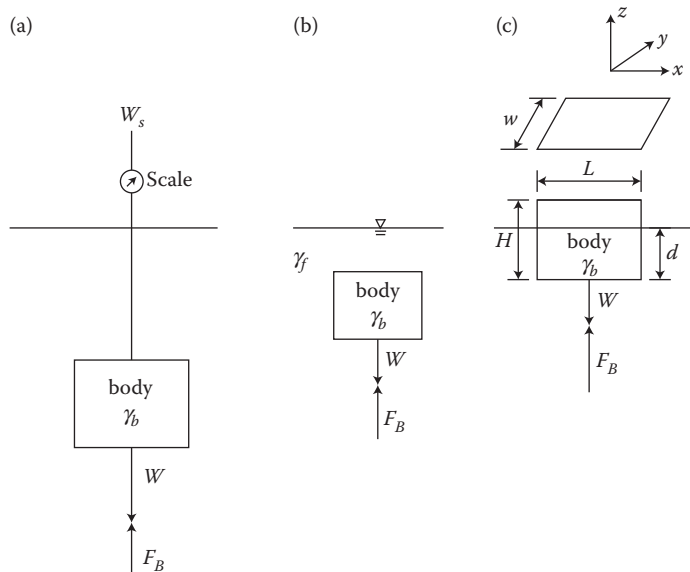 (a)
W_s
Scale
body
γ_b
W
F_B
(b)
γ_f
body
γ_b
W
F_B
(c)
z
y
x
w
L
H
body
γ_b
d
W
F_B